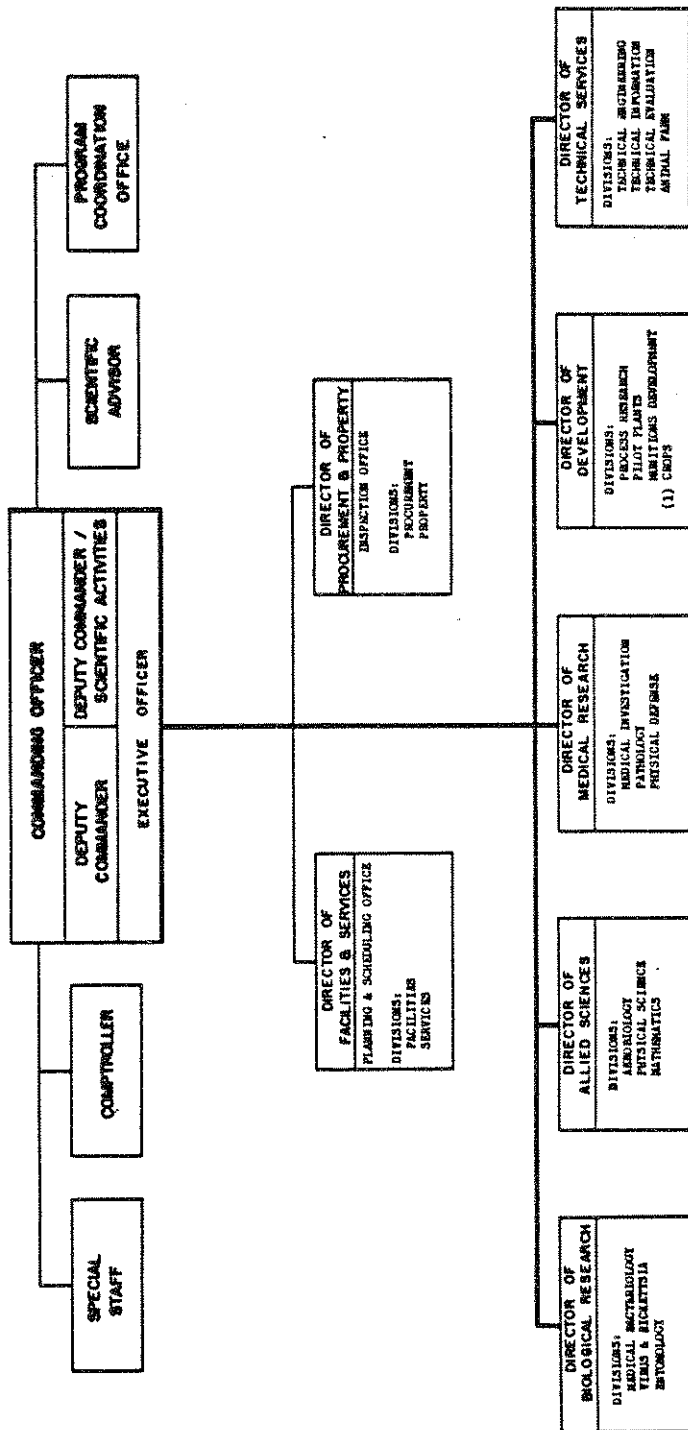 COMMANDING OFFICER
DEPUTY
COMMANDER
DEPUTY COMMANDER /
SCIENTIFIC ACTIVITIES
EXECUTIVE OFFICER
SPECIAL
STAFF
COMPTROLLER
SCIENTIFIC
ADVISOR
PROGRAM
COORDINATION
OFFICE
DIRECTOR OF
FACILITIES & SERVICES
PLANNING & SCHEDULING OFFICE
DIVISIONS:
FACILITIES
SERVICES
DIRECTOR OF
PROCUREMENT & PROPERTY
INSPECTION OFFICE
DIVISIONS:
PROCUREMENT
PROPERTY
DIRECTOR OF
BIOLOGICAL RESEARCH
DIVISIONS:
MEDICAL BACTERIOLOGY
VIRUS & RICKETTSIA
ENTOMOLOGY
DIRECTOR OF
ALLIED SCIENCES
DIVISIONS:
AEROBIOLOGY
PHYSICAL SCIENCE
MATHEMATICS
DIRECTOR OF
MEDICAL RESEARCH
DIVISIONS:
MEDICAL INVESTIGATION
PATHOLOGY
PHYSICAL DEFENSE
DIRECTOR OF
DEVELOPMENT
DIVISIONS:
PROCESS RESEARCH
PILOT PLANTS
MUNITIONS DEVELOPMENT
(1) CROPS
DIRECTOR OF
TECHNICAL SERVICES
DIVISIONS:
TECHNICAL ENGINEERING
TECHNICAL INFORMATION
TECHNICAL EVALUATION
ANIMAL FARM